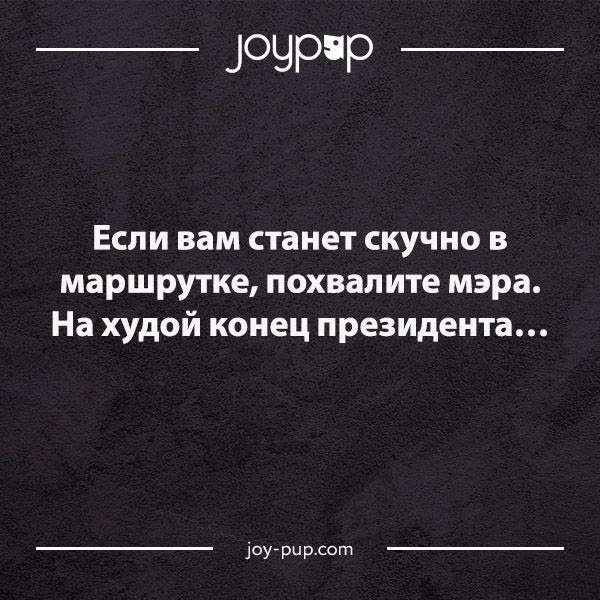 joypup
Если вам станет скучно в
маршрутке, похвалите мэра.
На худой конец президента...
joy-pup.com